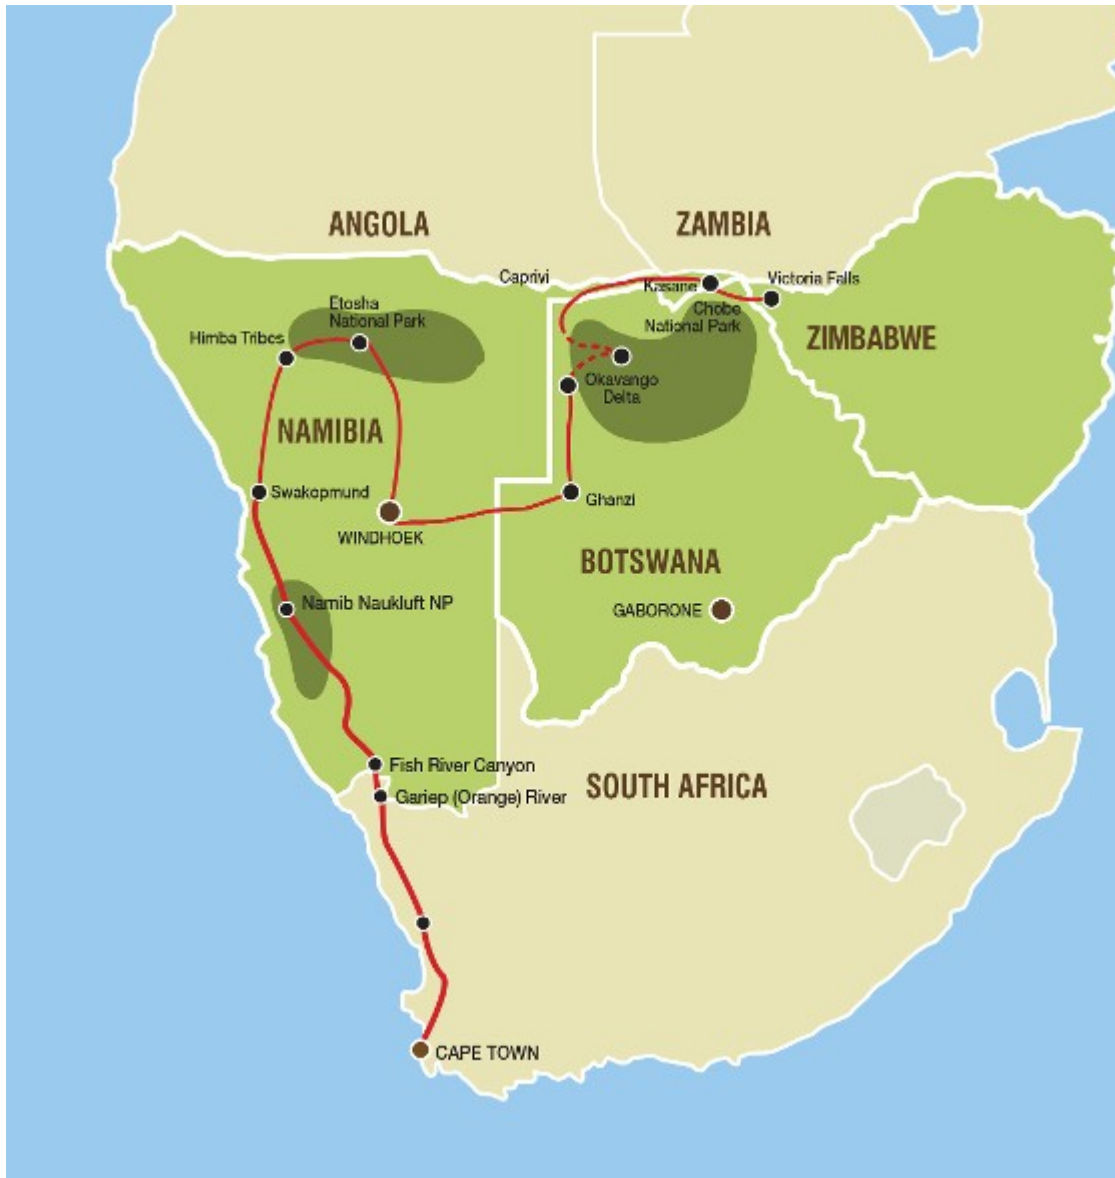 ANGOLA
ZAMBIA
Caprivi
Kasane
Victoria Falls
Chobe
National Park
ZIMBABWE
Etosha
National Park
Himba Tribes
Okavango
Delta
NAMIBIA
Swakopmund
WINDHOEK
Ghanzi
BOTSWANA
GABORONE
Namib Naukluft NP
Fish River Canyon
Gariep (Orange) River
SOUTH AFRICA
CAPE TOWN